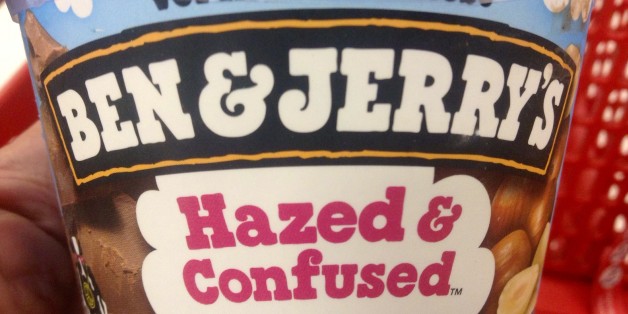 BEN & JERRY'S
Hazed &
Confused™